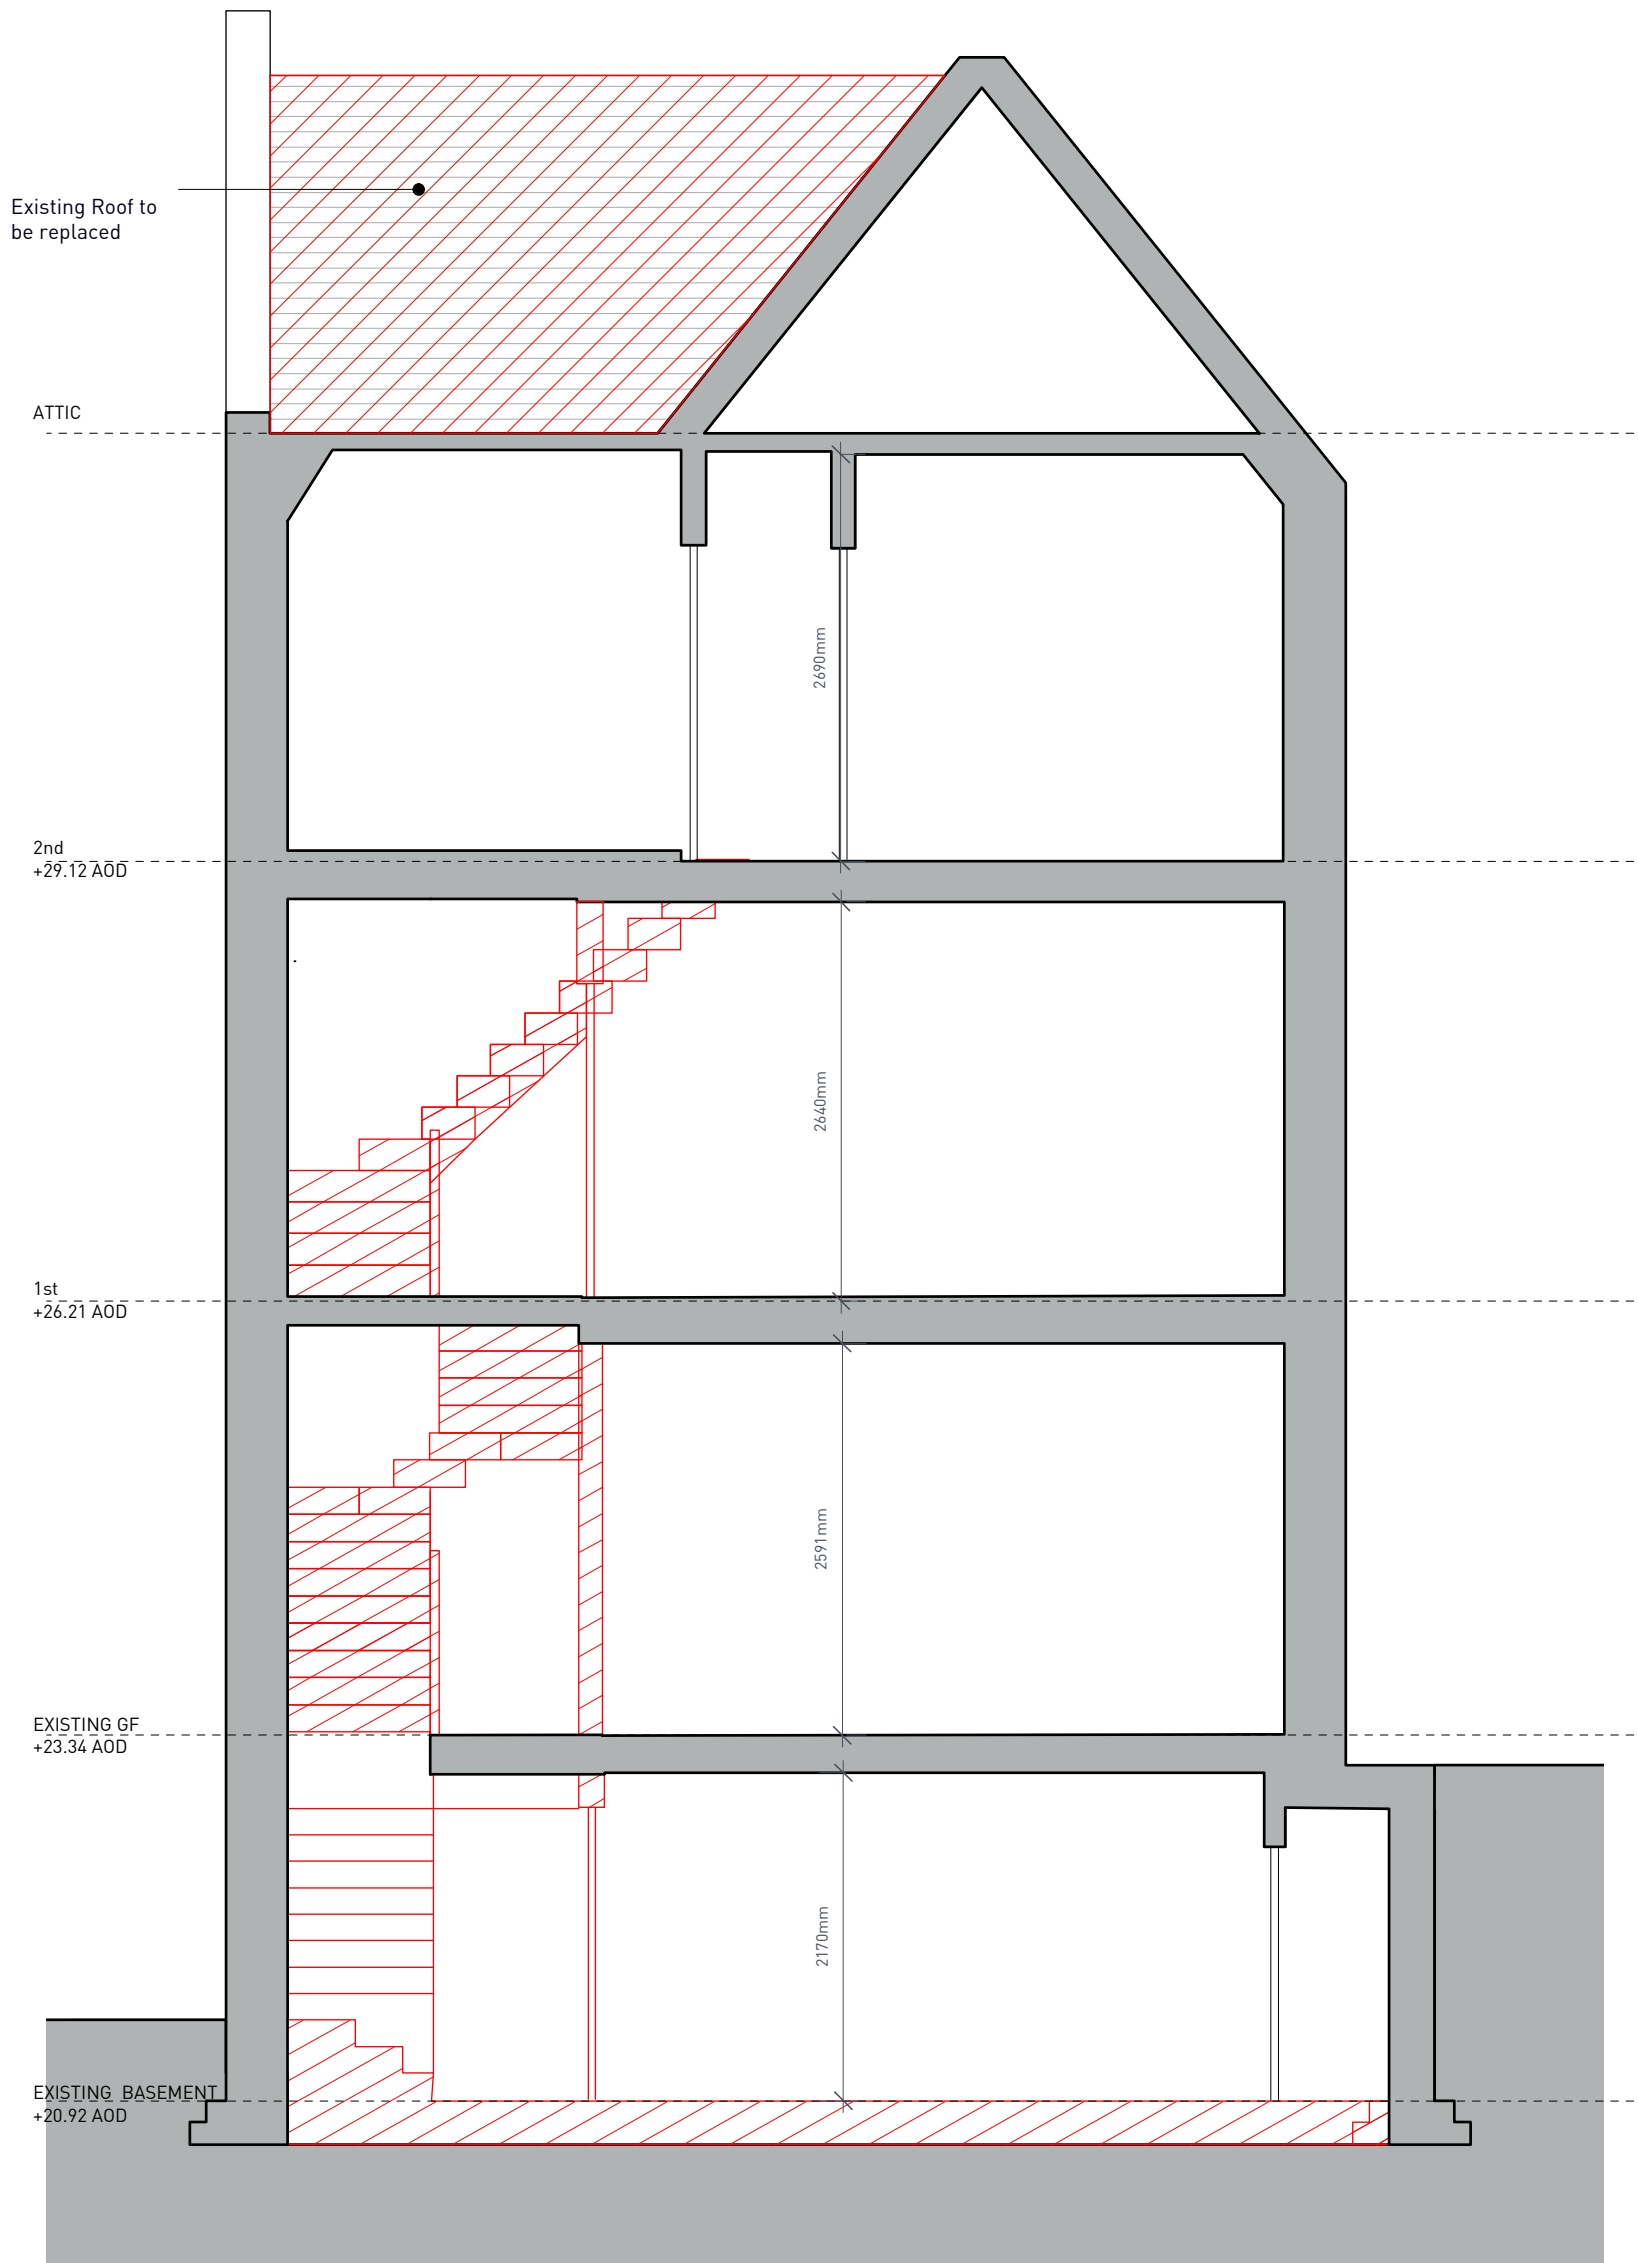 Existing Roof to
be replaced
ATTIC
2690mm
2nd
+29.12 AOD
2640mm
1st
+26.21 AOD
2591mm
EXISTING GF
+23.34 AOD
2170mm
EXISTING BASEMENT
+20.92 AOD